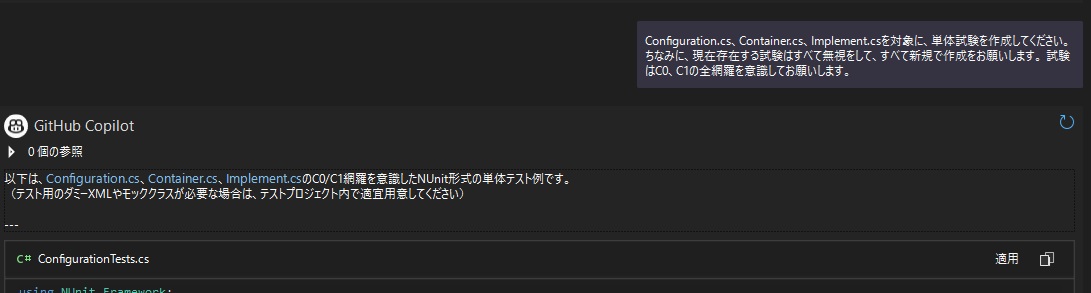 Configuration.cs、Container.cs、Implement.csを対象に、単体試験を作成してください。
ちなみに、現在存在する試験はすべて無視をして、すべて新規で作成をお願いします。 試験
はC0、C1の全網羅を意識してお願いします。
GitHub Copilot
0 個の参照
以下は、Configuration.cs、Container.cs、Implement.csのC0/C1網羅を意識したNUnit形式の単体テスト例です。
（テスト用のダミーXMLやモッククラスが必要な場合は、テストプロジェクト内で適宜用意してください）
---
C# ConfigurationTests.cs 適用
using NUnit.Framework;